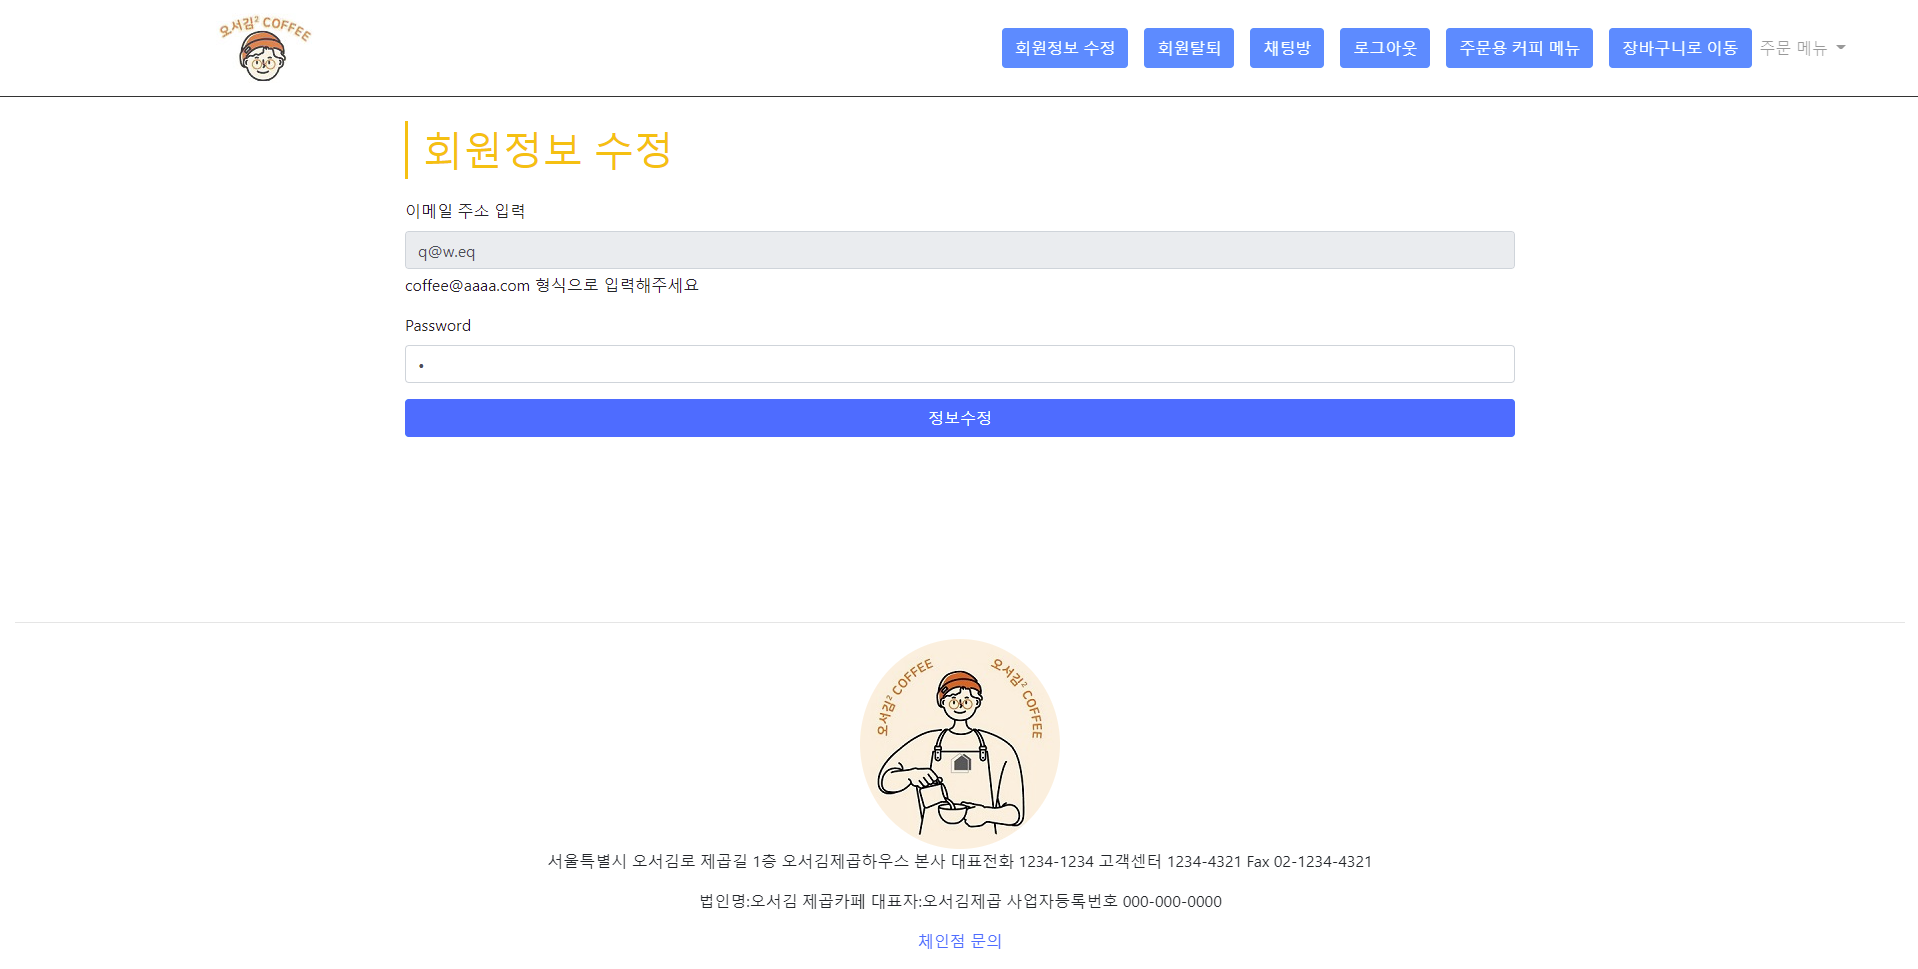 오서김² COFFEE
회원정보 수정 회원탈퇴 채팅방 로그아웃 주문용 커피 메뉴 장바구니로 이동 주문 메뉴
회원정보 수정
이메일 주소 입력
q@w.eq
coffee@aaaa.com 형식으로 입력해주세요
Password
•
정보수정
오서김² COFFEE 오서김² COFFEE
서울특별시 오서김로 제곱길 1층 오서김제곱하우스 본사 대표전화 1234-1234 고객센터 1234-4321 Fax 02-1234-4321
법인명:오서김 제곱카페 대표자:오서김제곱 사업자등록번호 000-000-0000
체인점 문의